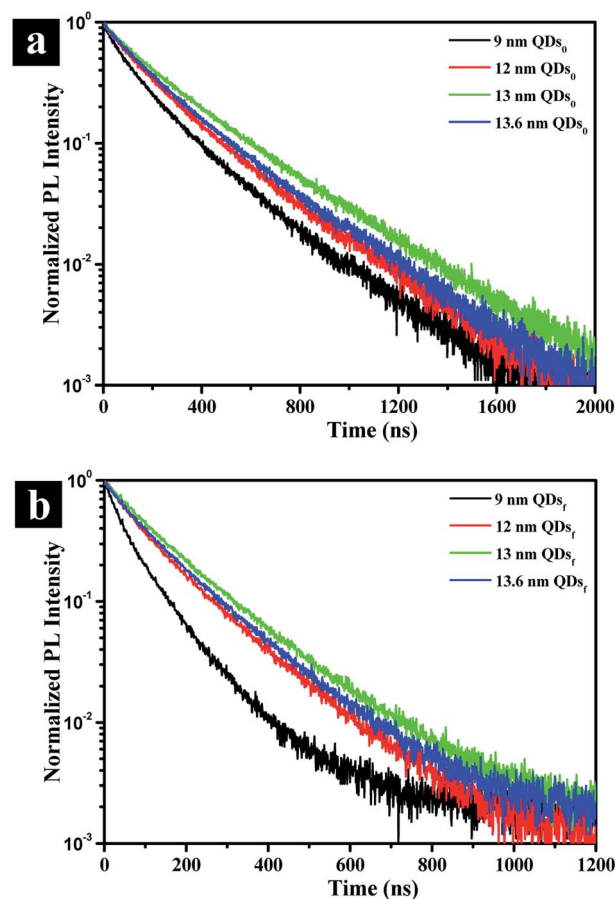 a
9 nm QDs₀
12 nm QDs₀
13 nm QDs₀
13.6 nm QDs₀
Normalized PL Intensity
10⁰
10⁻¹
10⁻²
10⁻³
0 400 800 1200 1600 2000
Time (ns)
b
9 nm QDsf
12 nm QDsf
13 nm QDsf
13.6 nm QDsf
Normalized PL Intensity
10⁰
10⁻¹
10⁻²
10⁻³
0 200 400 600 800 1000 1200
Time (ns)